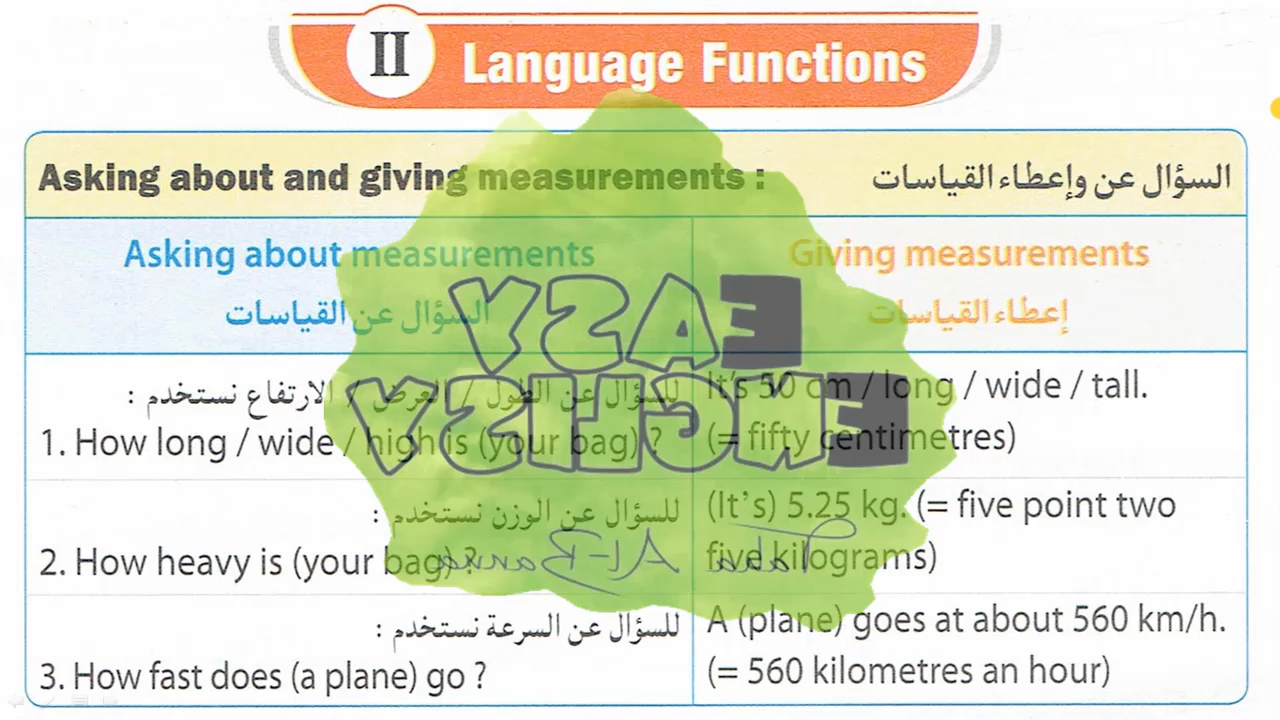 II Language Functions
Asking about and giving measurements : السؤال عن وإعطاء القياسات
Asking about measurements
السؤال عن القياسات
Giving measurements
إعطاء القياسات
للسؤال عن الطول / العرض / الارتفاع نستخدم :
1. How long / wide / high is (your bag) ?
It's 50 cm / long / wide / tall.
(= fifty centimetres)
للسؤال عن الوزن نستخدم :
2. How heavy is (your bag) ?
(It's) 5.25 kg. (= five point two
five kilograms)
للسؤال عن السرعة نستخدم :
3. How fast does (a plane) go ?
A (plane) goes at about 560 km/h.
(= 560 kilometres an hour)
EASY
ENGLISY